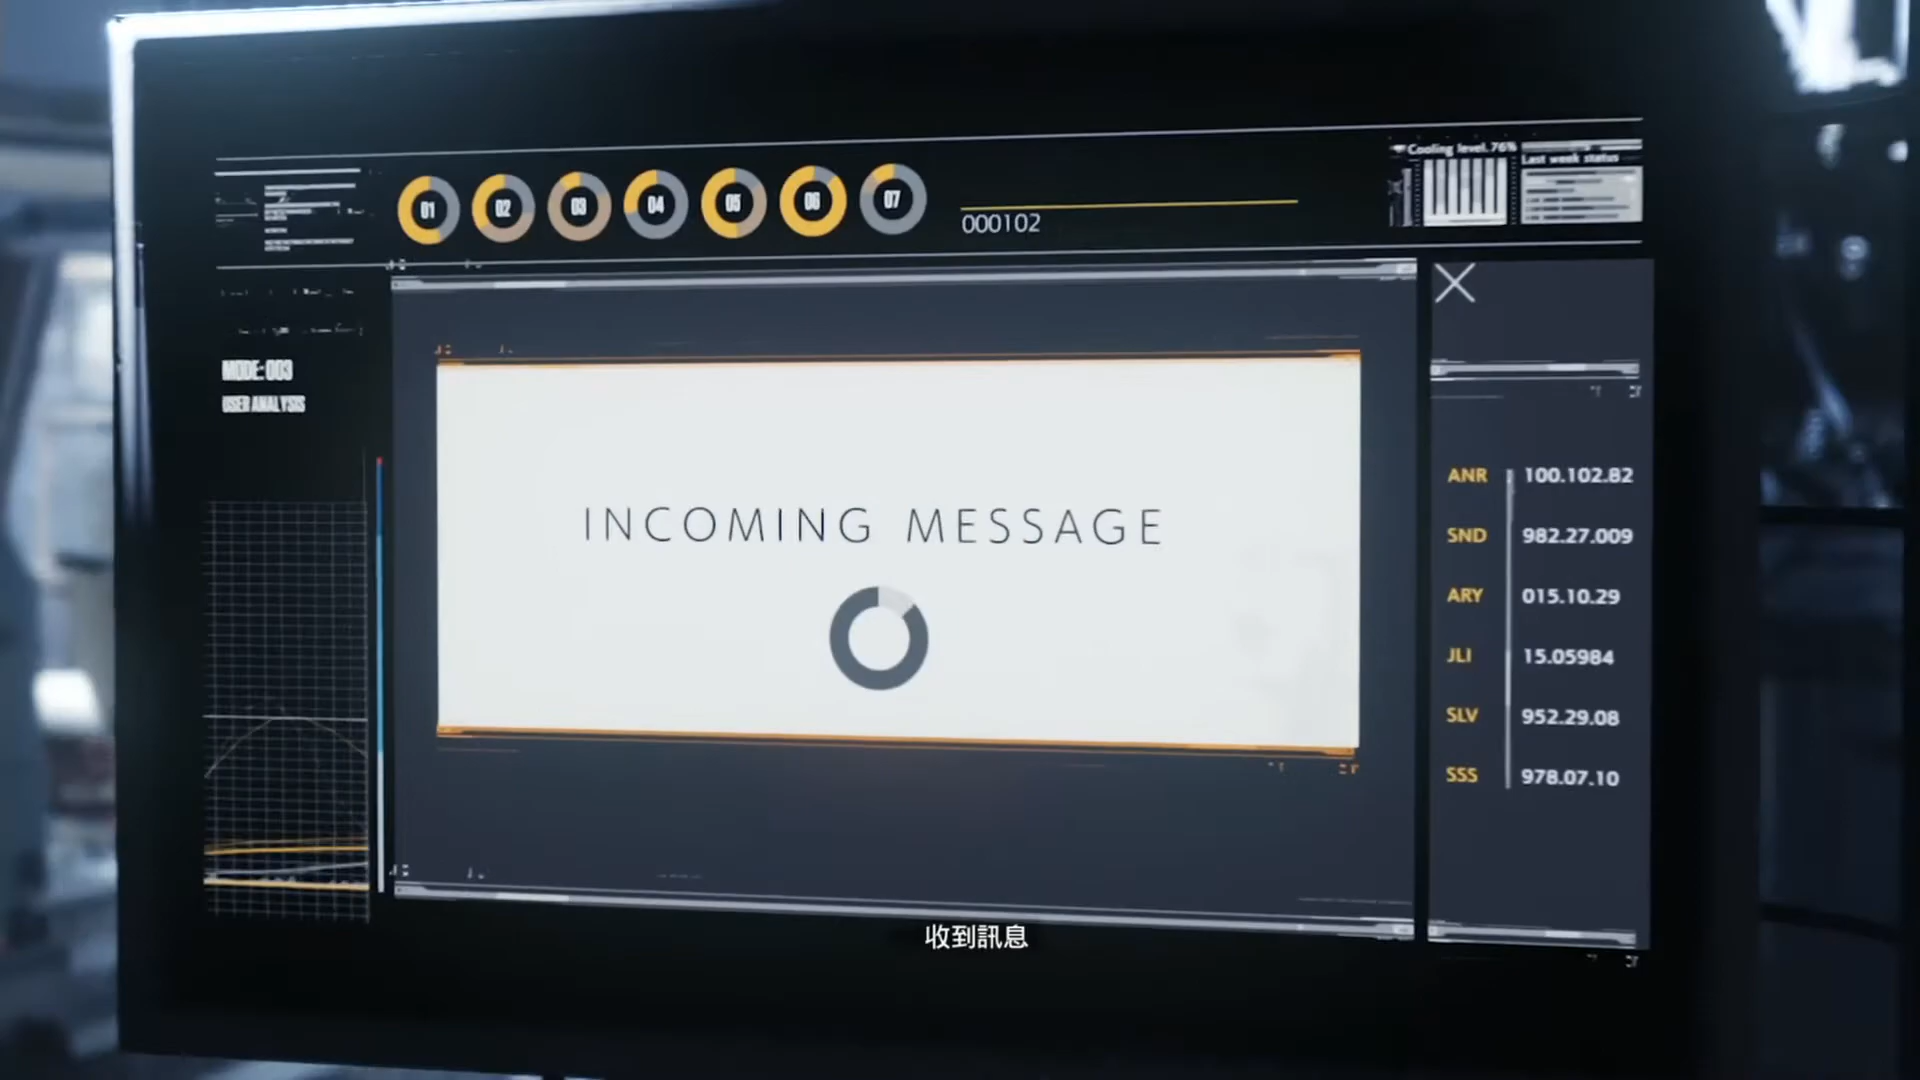 01 02 03 04 05 06 07
000102
Cooling level.76%
Last week status
MODE: 003
USER ANALYSIS
INCOMING MESSAGE
ANR 100.102.82
SND 982.27.009
ARY 015.10.29
JLI 15.05984
SLV 952.29.08
SSS 978.07.10
收到訊息